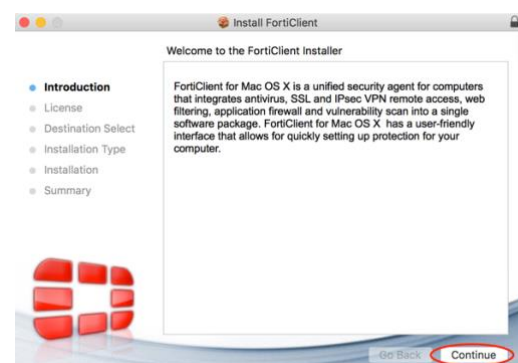 Install FortiClient
Welcome to the FortiClient Installer
Introduction
License
Destination Select
Installation Type
Installation
Summary
FortiClient for Mac OS X is a unified security agent for computers
that integrates antivirus, SSL and IPsec VPN remote access, web
filtering, application firewall and vulnerability scan into a single
software package. FortiClient for Mac OS X has a user-friendly
interface that allows for quickly setting up protection for your
computer.
Go Back
Continue